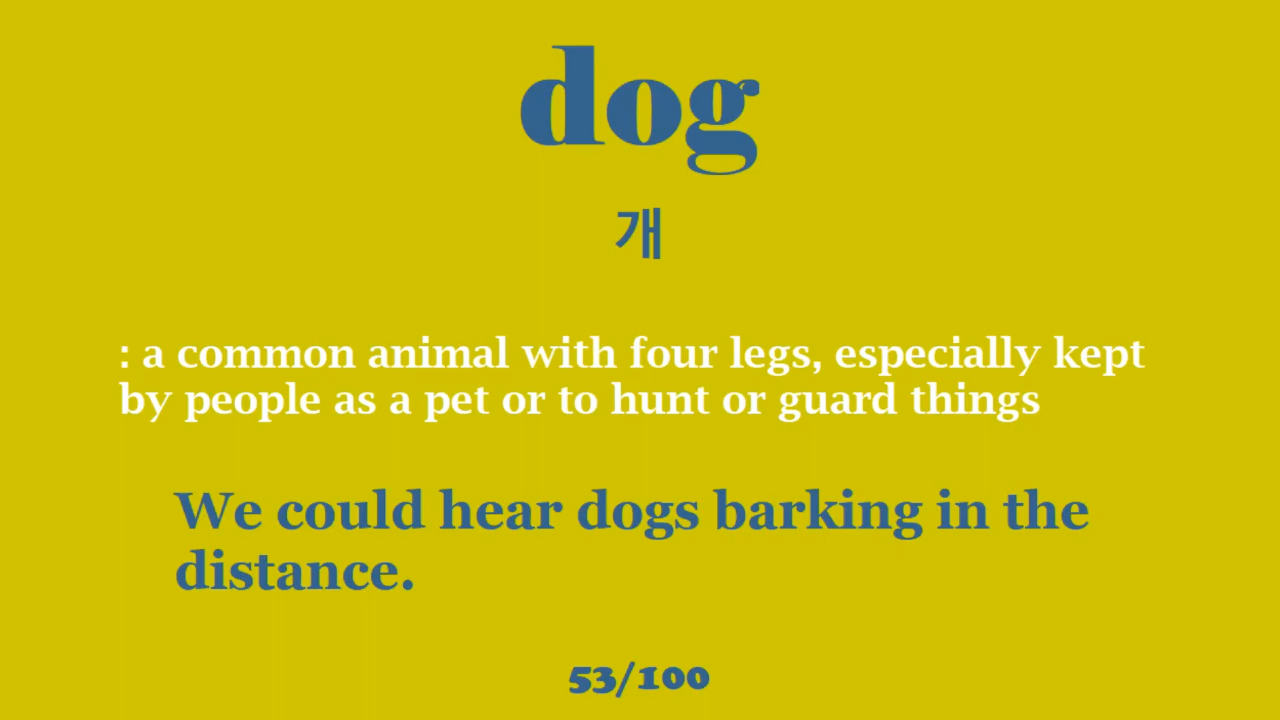 dog
개
: a common animal with four legs, especially kept
by people as a pet or to hunt or guard things
We could hear dogs barking in the
distance.
53/100